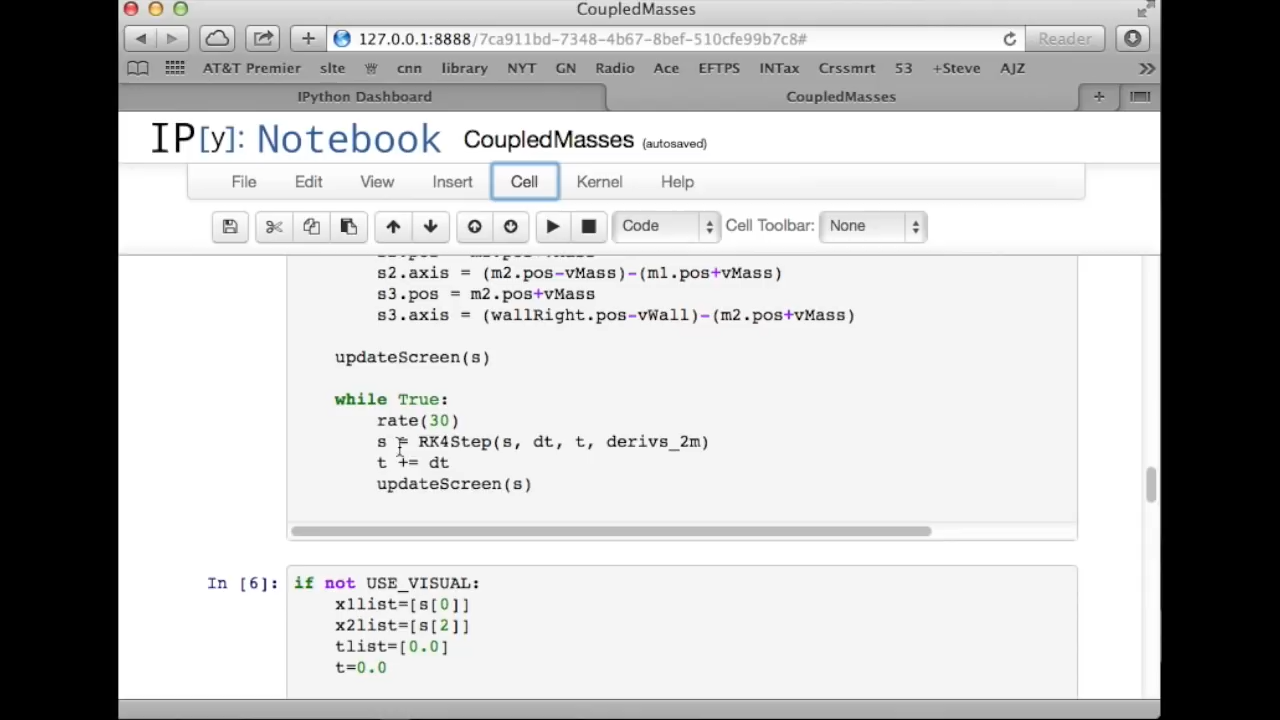 CoupledMasses
127.0.0.1:8888/7ca911bd-7348-4b67-8bef-510cfe99b7c8#
Reader
AT&T Premier slte cnn library NYT GN Radio Ace EFTPS INTax Crssmrt 53 +Steve AJZ
IPython Dashboard
CoupledMasses
IP[y]: Notebook CoupledMasses (autosaved)
File Edit View Insert Cell Kernel Help
Code Cell Toolbar: None
s2.axis = (m2.pos-vMass)-(m1.pos+vMass)
s3.pos = m2.pos+vMass
s3.axis = (wallRight.pos-vWall)-(m2.pos+vMass)
updateScreen(s)
while True:
rate(30)
s = RK4Step(s, dt, t, derivs_2m)
t += dt
updateScreen(s)
In [6]: if not USE_VISUAL:
x1list=[s[0]]
x2list=[s[2]]
tlist=[0.0]
t=0.0